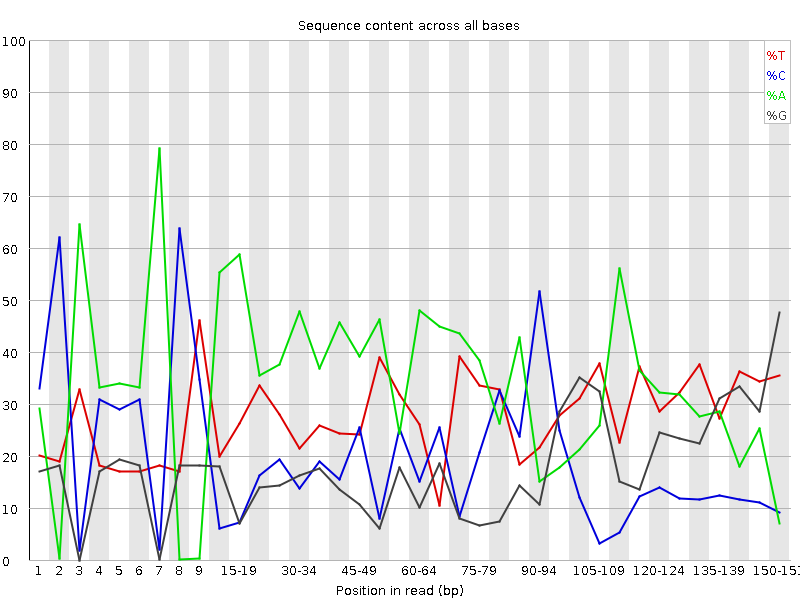 Sequence content across all bases
100
90
80
70
60
50
40
30
20
10
0
%T
%C
%A
%G
1 2 3 4 5 6 7 8 9 15-19 30-34 45-49 60-64 75-79 90-94 105-109 120-124 135-139 150-151
Position in read (bp)